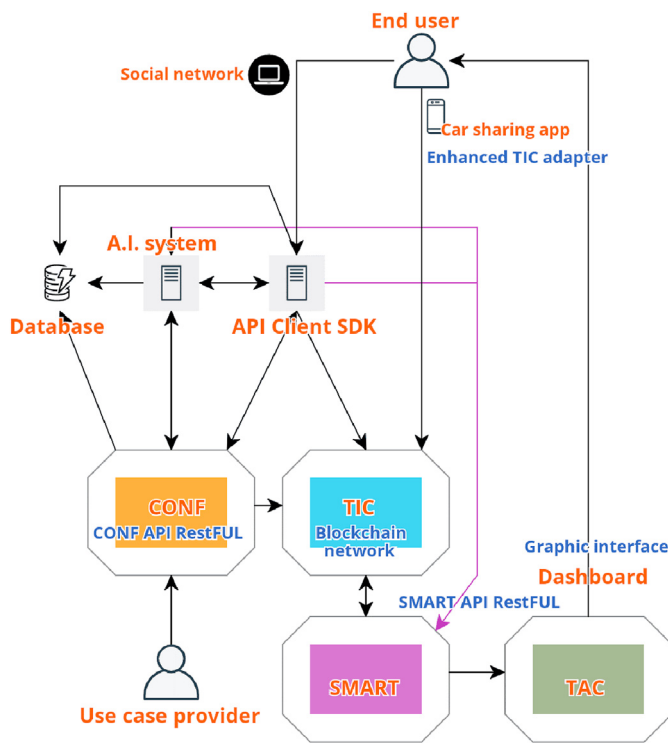 End user
Social network
Car sharing app
Enhanced TIC adapter
A.I. system
Database
API Client SDK
CONF
CONF API RestFUL
TIC
Blockchain
network
Graphic interface
Dashboard
SMART API RestFUL
SMART
TAC
Use case provider